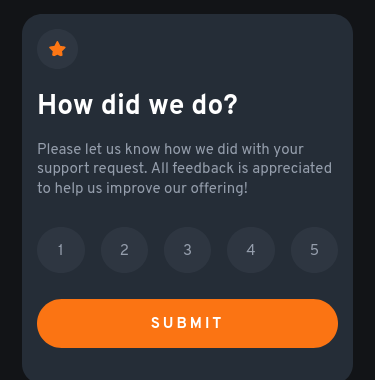 How did we do?
Please let us know how we did with your
support request. All feedback is appreciated
to help us improve our offering!
1 2 3 4 5
SUBMIT